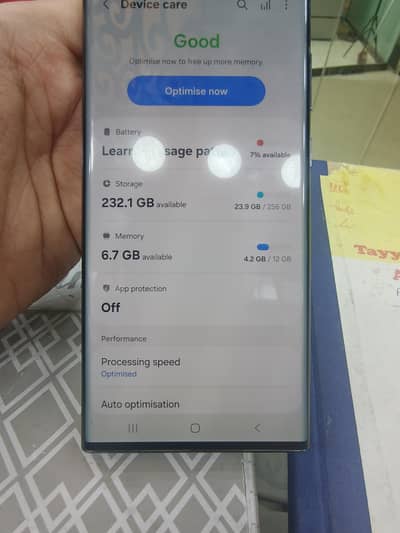 Device care
Good
Optimise now to free up more memory.
Optimise now
Battery
7% available
Storage
232.1 GB available
23.9 GB / 256 GB
Memory
6.7 GB available
4.2 GB / 12 GB
App protection
Off
Performance
Processing speed
Optimised
Auto optimisation
Tayy